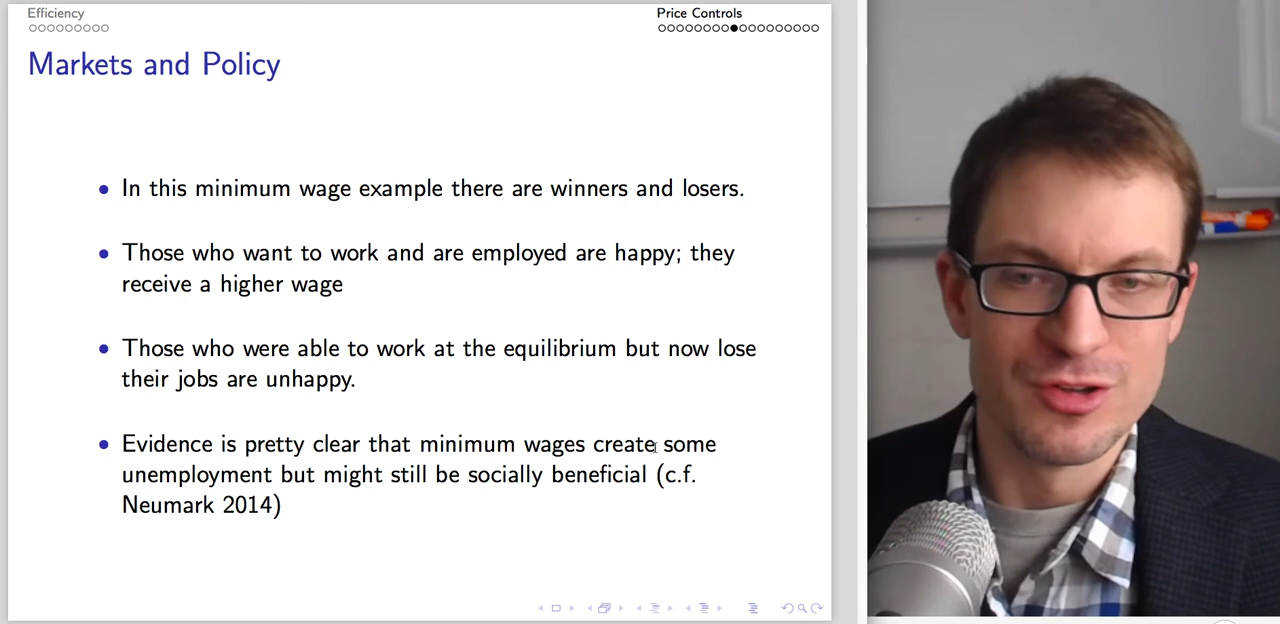 Efficiency
Price Controls
Markets and Policy
In this minimum wage example there are winners and losers.
Those who want to work and are employed are happy; they
receive a higher wage
Those who were able to work at the equilibrium but now lose
their jobs are unhappy.
Evidence is pretty clear that minimum wages create some
unemployment but might still be socially beneficial (c.f.
Neumark 2014)